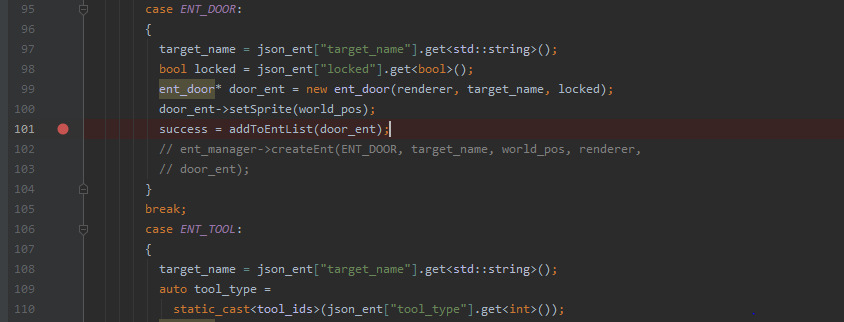 95 case ENT_DOOR:
96 {
97 target_name = json_ent["target_name"].get<std::string>();
98 bool locked = json_ent["locked"].get<bool>();
99 ent_door* door_ent = new ent_door(renderer, target_name, locked);
100 door_ent->setSprite(world_pos);
101 success = addToEntList(door_ent);
102 // ent_manager->createEnt(ENT_DOOR, target_name, world_pos, renderer,
103 // door_ent);
104 }
105 break;
106 case ENT_TOOL:
107 {
108 target_name = json_ent["target_name"].get<std::string>();
109 auto tool_type =
110 static_cast<tool_ids>(json_ent["tool_type"].get<int>());